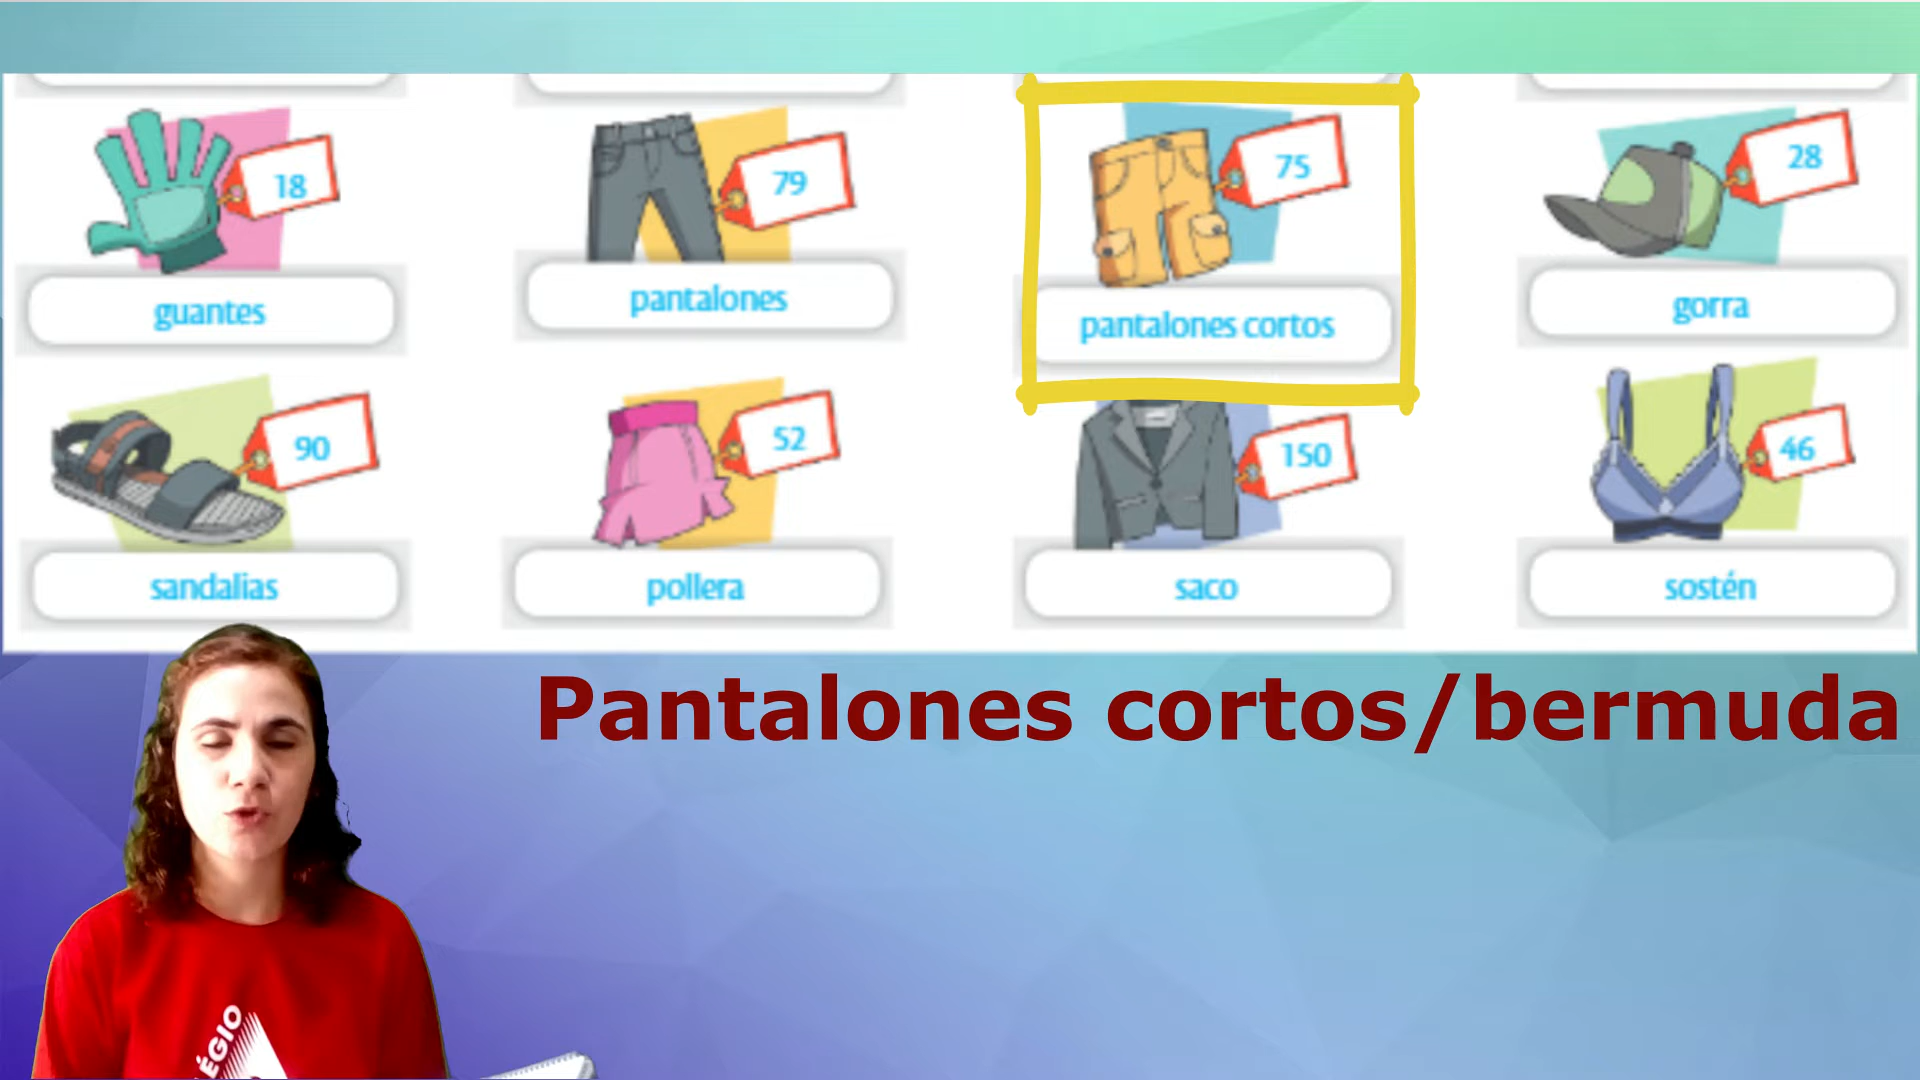 18
79
75
28
guantes
pantalones
pantalones cortos
gorra
90
52
150
46
sandalias
pollera
saco
sostén
Pantalones cortos/bermuda
ÉGIO